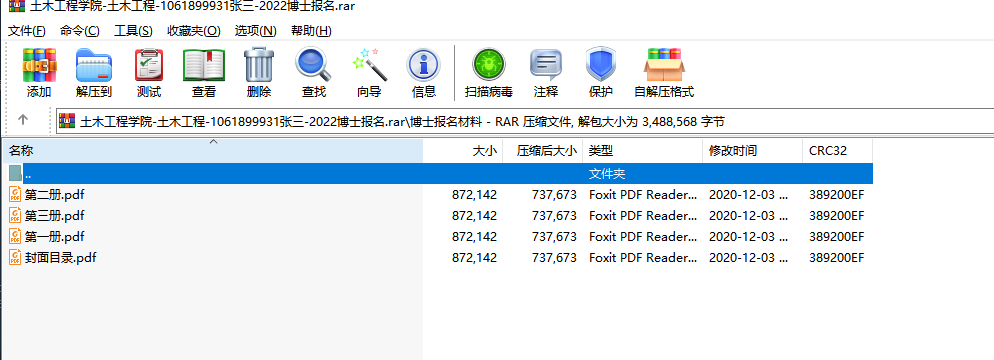 土木工程学院-土木工程-1061899931张三-2022博士报名.rar
文件(F) 命令(C) 工具(S) 收藏夹(O) 选项(N) 帮助(H)
添加 解压到 测试 查看 删除 查找 向导 信息 扫描病毒 注释 保护 自解压格式
土木工程学院-土木工程-1061899931张三-2022博士报名.rar\博士报名材料 - RAR 压缩文件, 解包大小为 3,488,568 字节
名称 大小 压缩后大小 类型 修改时间 CRC32
.. 文件夹
第二册.pdf 872,142 737,673 Foxit PDF Reader... 2020-12-03 ... 389200EF
第三册.pdf 872,142 737,673 Foxit PDF Reader... 2020-12-03 ... 389200EF
第一册.pdf 872,142 737,673 Foxit PDF Reader... 2020-12-03 ... 389200EF
封面目录.pdf 872,142 737,673 Foxit PDF Reader... 2020-12-03 ... 389200EF